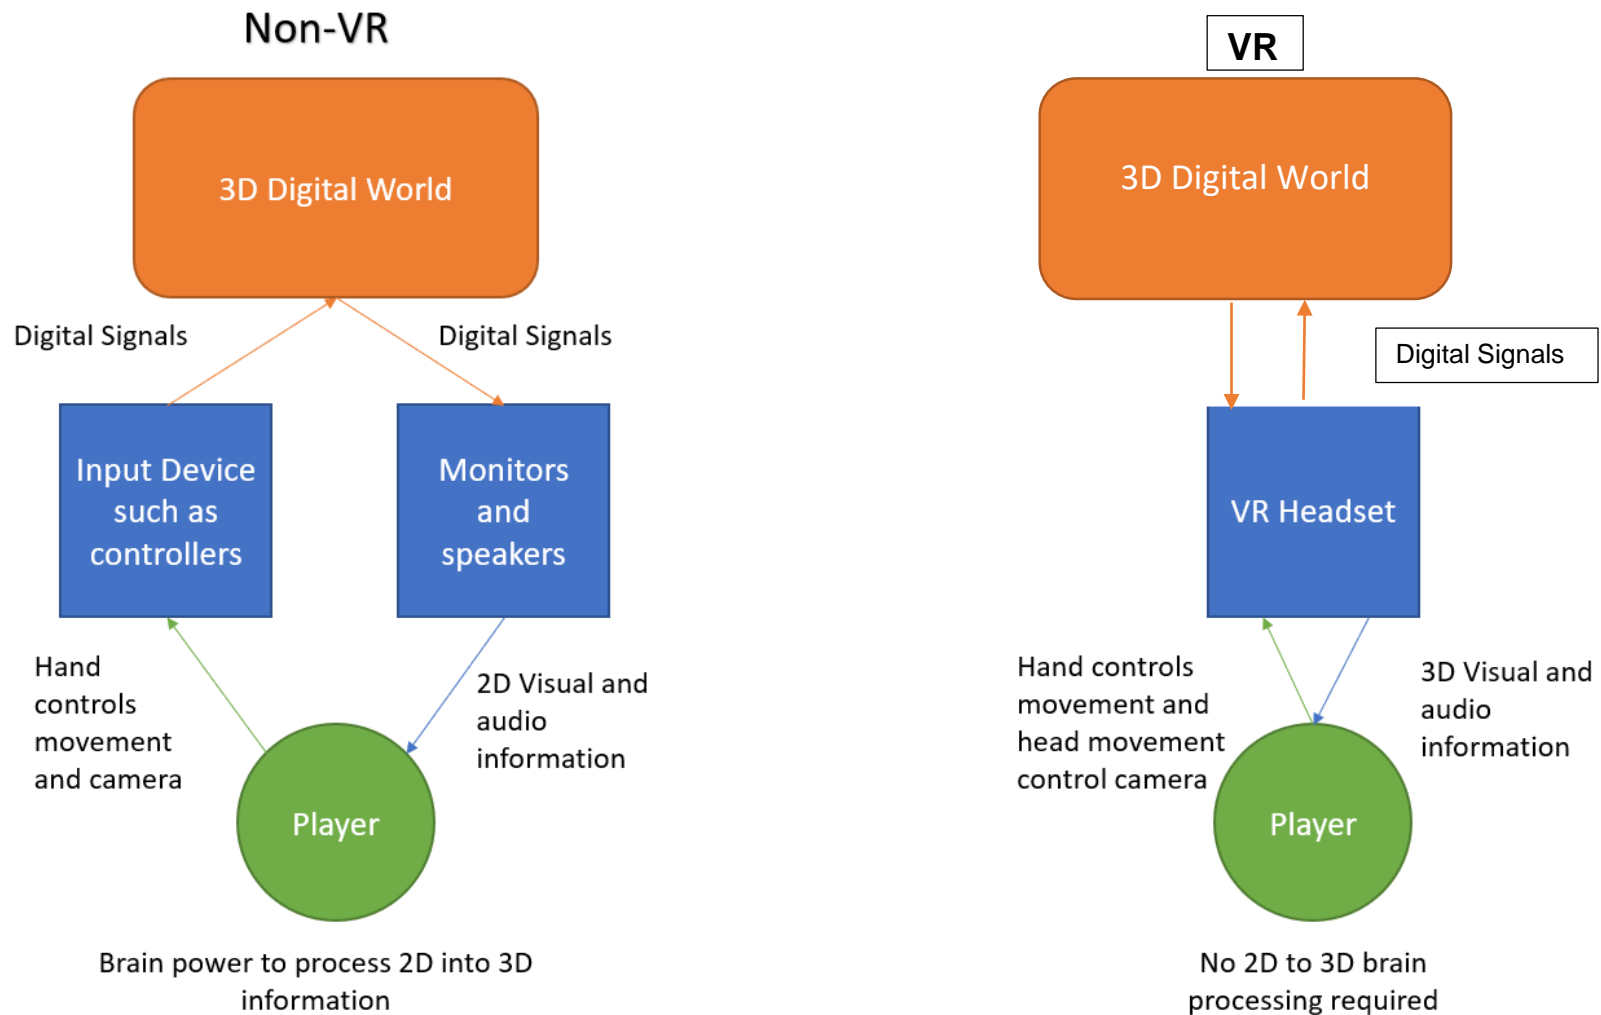 Non-VR
3D Digital World
Digital Signals
Digital Signals
Input Device
such as
controllers
Monitors
and
speakers
Hand
controls
movement
and camera
2D Visual and
audio
information
Player
Brain power to process 2D into 3D
information
VR
3D Digital World
Digital Signals
VR Headset
Hand controls
movement and
head movement
control camera
3D Visual and
audio
information
Player
No 2D to 3D brain
processing required